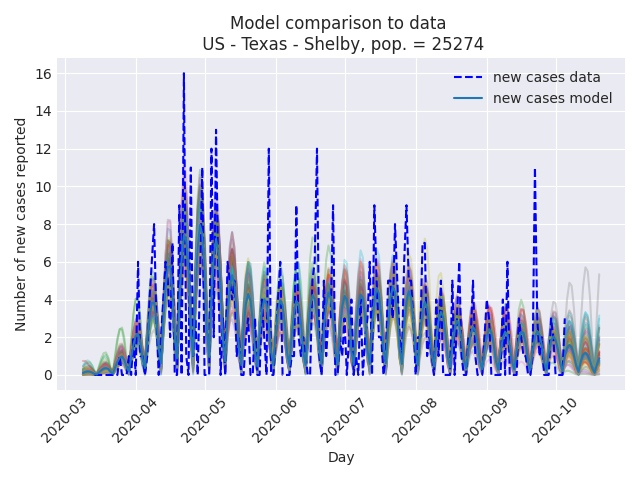 Model comparison to data
US - Texas - Shelby, pop. = 25274
new cases data
new cases model
Number of new cases reported
16
14
12
10
8
6
4
2
0
2020-03
2020-04
2020-05
2020-06
2020-07
2020-08
2020-09
2020-10
Day